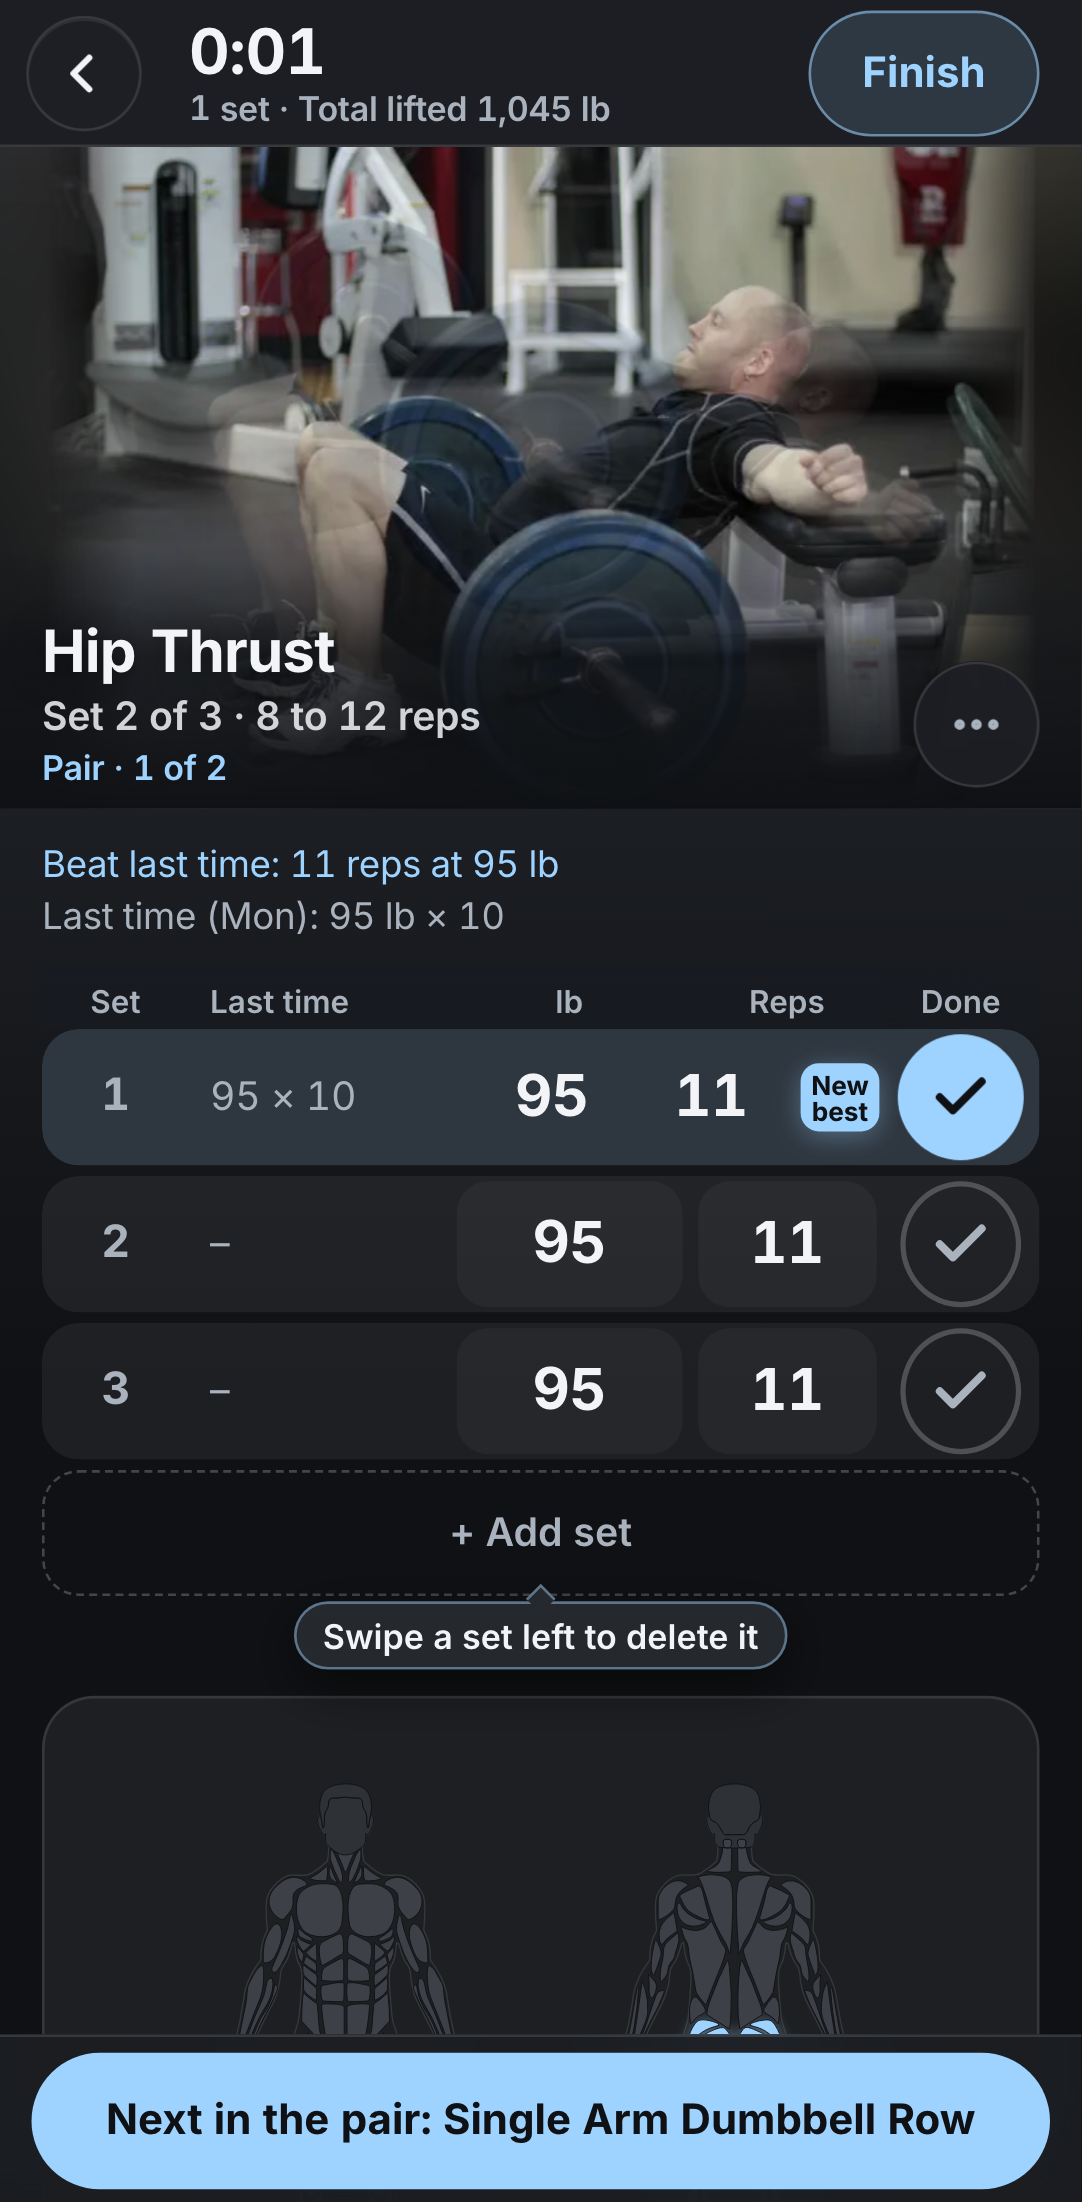 0:01
1 set · Total lifted 1,045 lb
Finish
Hip Thrust
Set 2 of 3 · 8 to 12 reps
Pair · 1 of 2
Beat last time: 11 reps at 95 lb
Last time (Mon): 95 lb × 10
Set Last time lb Reps Done
1 95 × 10 95 11 New best
2 – 95 11
3 – 95 11
+ Add set
Swipe a set left to delete it
Next in the pair: Single Arm Dumbbell Row